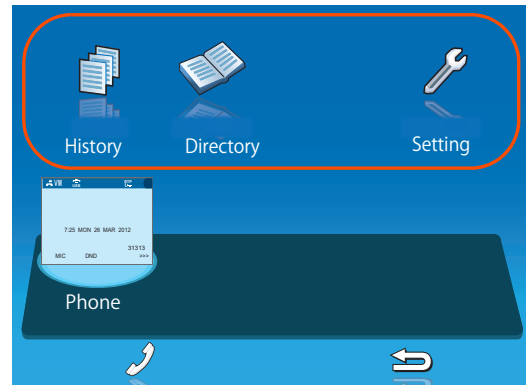 History Directory Setting
VM
7:25 MON 26 MAR 2012
31313
MIC DND >>>
Phone